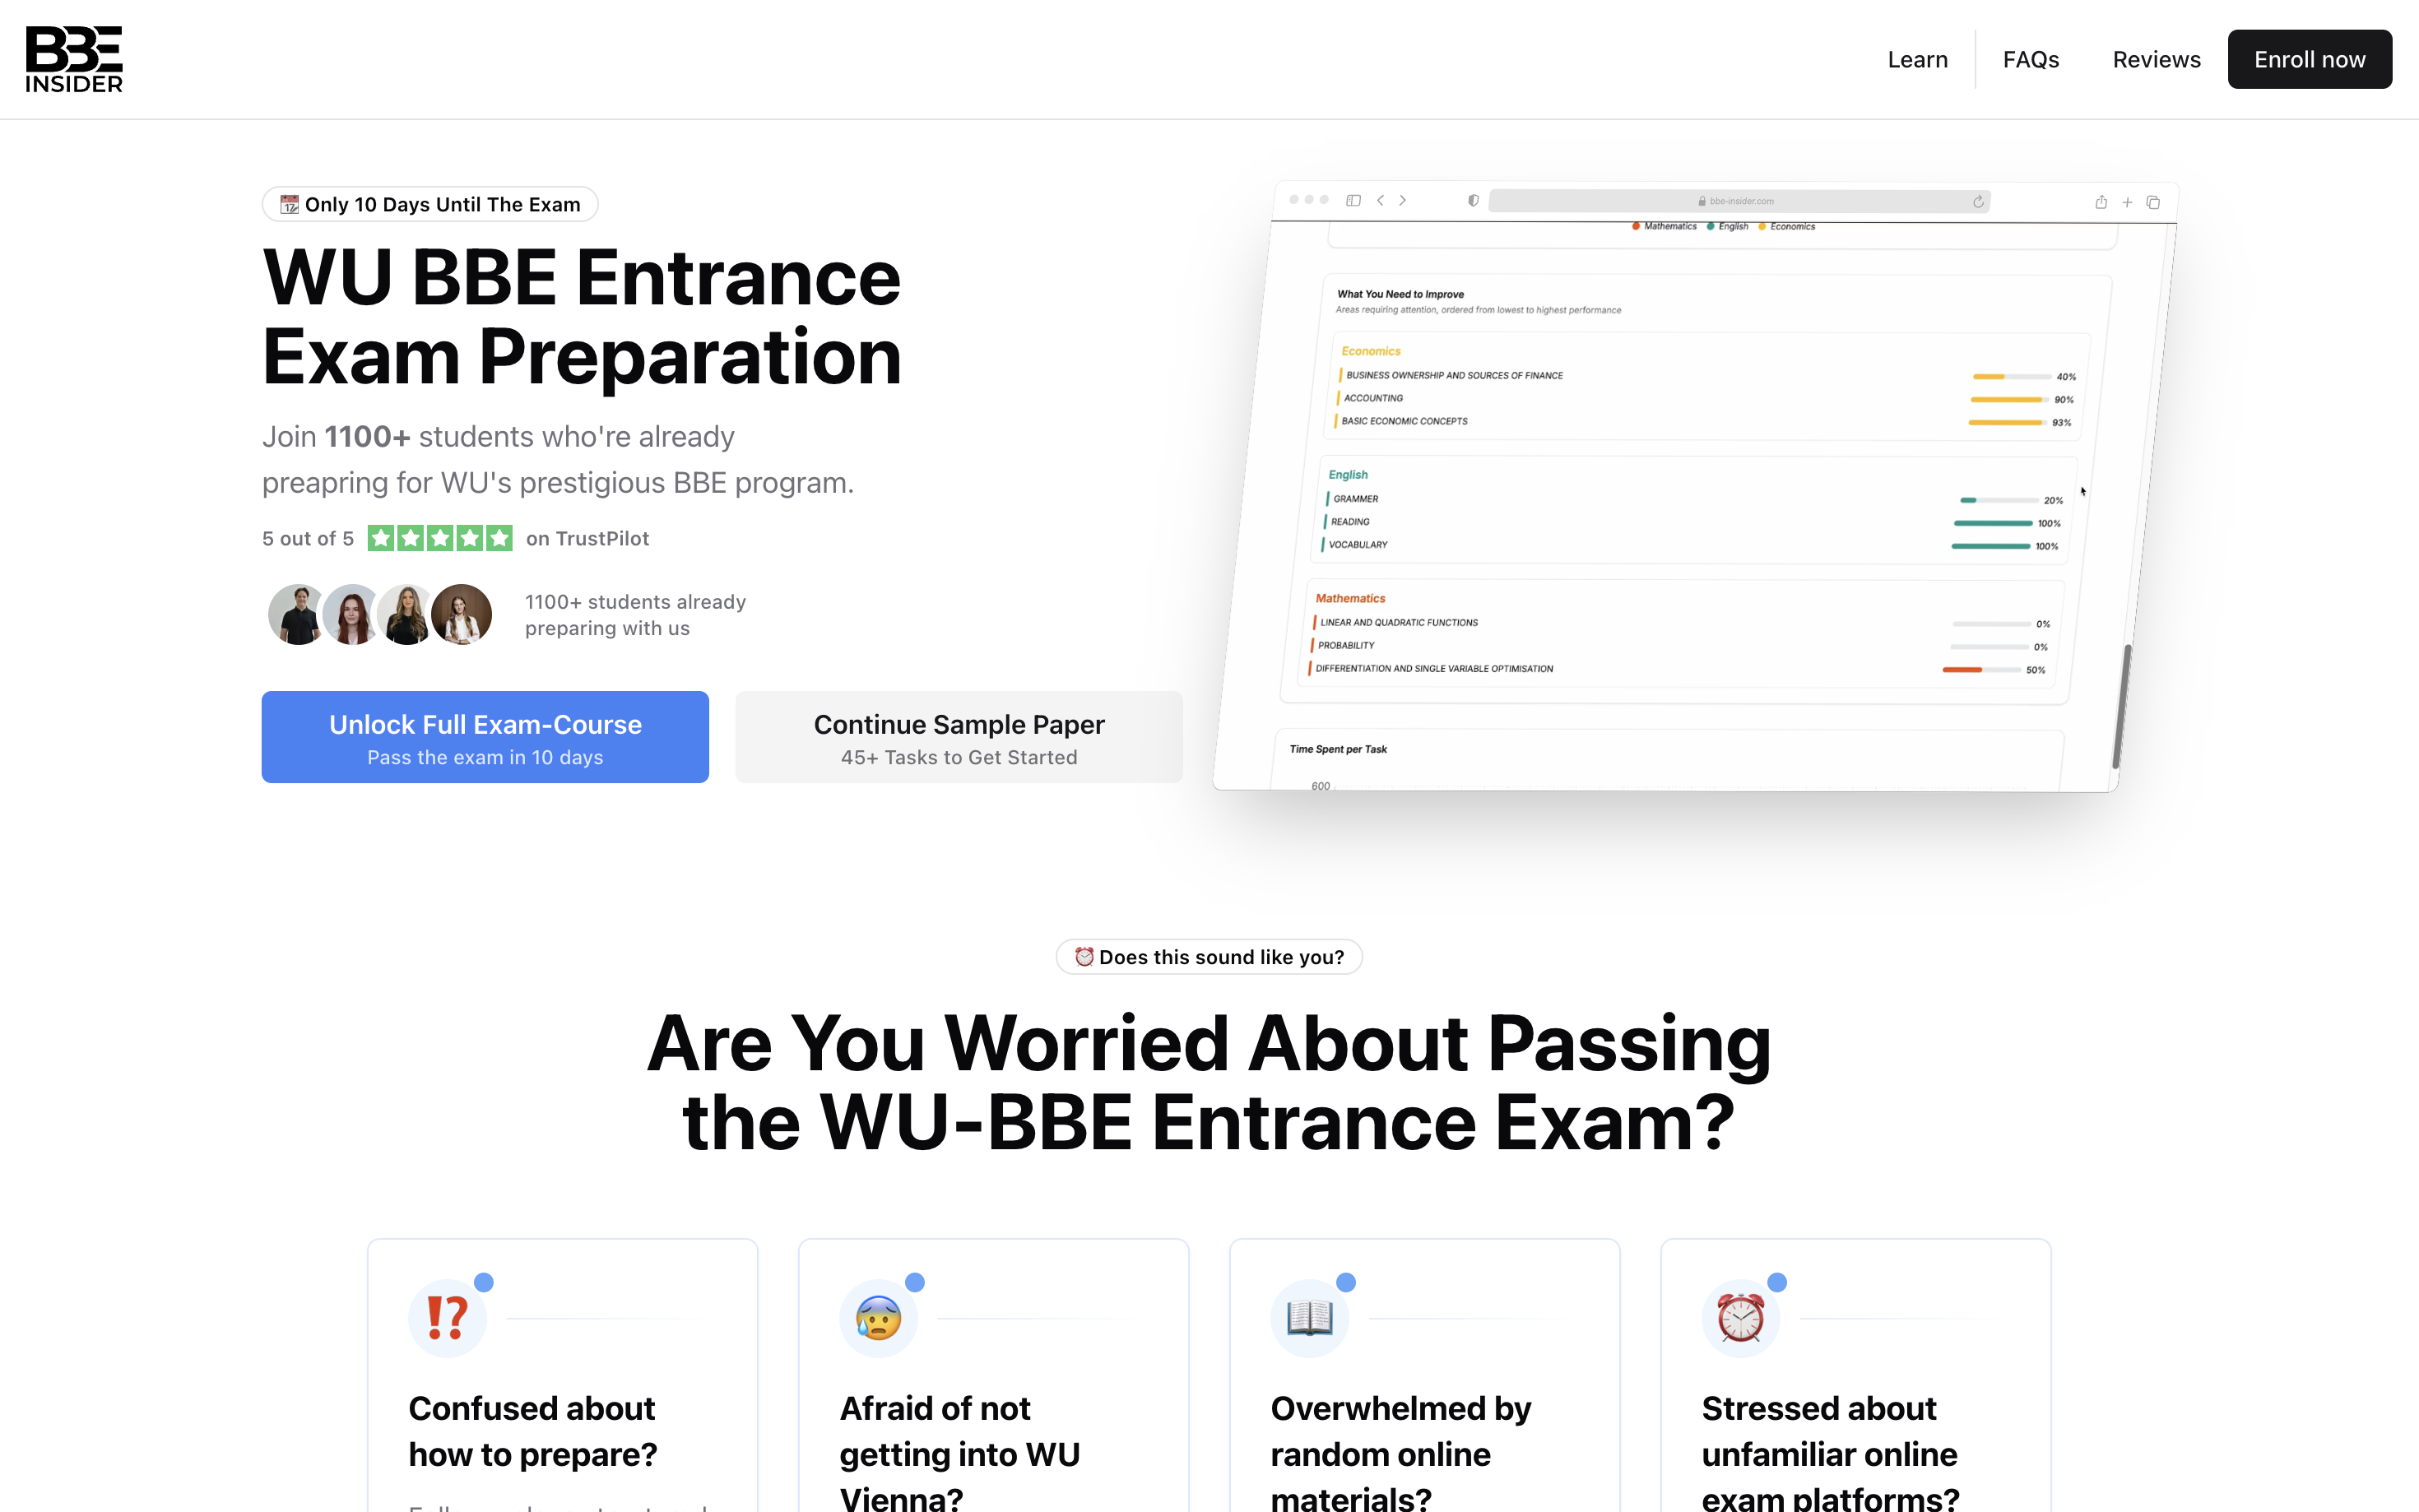 BBE
INSIDER
Learn
FAQs
Reviews
Enroll now
Only 10 Days Until The Exam
WU BBE Entrance
Exam Preparation
Join 1100+ students who're already
preapring for WU's prestigious BBE program.
5 out of 5
on TrustPilot
1100+ students already
preparing with us
Unlock Full Exam-Course
Pass the exam in 10 days
Continue Sample Paper
45+ Tasks to Get Started
bbe-insider.com
Mathematics English Economics
What You Need to Improve
Areas requiring attention, ordered from lowest to highest performance
Economics
BUSINESS OWNERSHIP AND SOURCES OF FINANCE 40%
ACCOUNTING 90%
BASIC ECONOMIC CONCEPTS 93%
English
GRAMMER 20%
READING 100%
VOCABULARY 100%
Mathematics
LINEAR AND QUADRATIC FUNCTIONS 0%
PROBABILITY 0%
DIFFERENTIATION AND SINGLE VARIABLE OPTIMISATION 50%
Time Spent per Task
600
Does this sound like you?
Are You Worried About Passing
the WU-BBE Entrance Exam?
Confused about
how to prepare?
Afraid of not
getting into WU
Vienna?
Overwhelmed by
random online
materials?
Stressed about
unfamiliar online
exam platforms?